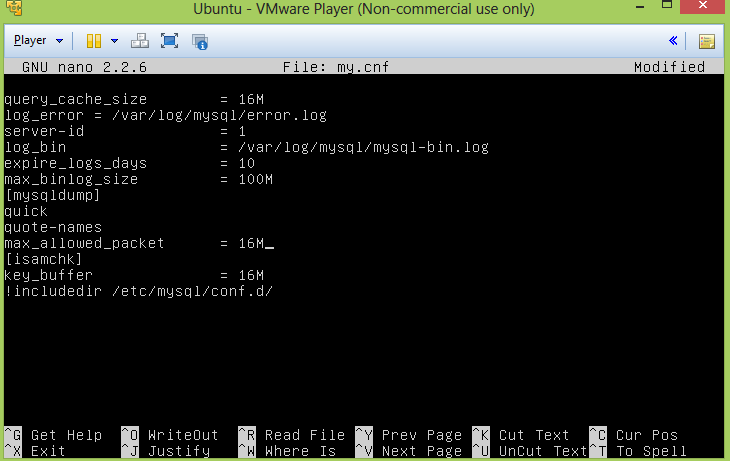 Ubuntu - VMware Player (Non-commercial use only)
Player
GNU nano 2.2.6 File: my.cnf Modified
query_cache_size = 16M
log_error = /var/log/mysql/error.log
server-id = 1
log_bin = /var/log/mysql/mysql-bin.log
expire_logs_days = 10
max_binlog_size = 100M
[mysqldump]
quick
quote-names
max_allowed_packet = 16M_
[isamchk]
key_buffer = 16M
!includedir /etc/mysql/conf.d/
^G Get Help ^O WriteOut ^R Read File ^Y Prev Page ^K Cut Text ^C Cur Pos
^X Exit ^J Justify ^W Where Is ^V Next Page ^U UnCut Text ^T To Spell